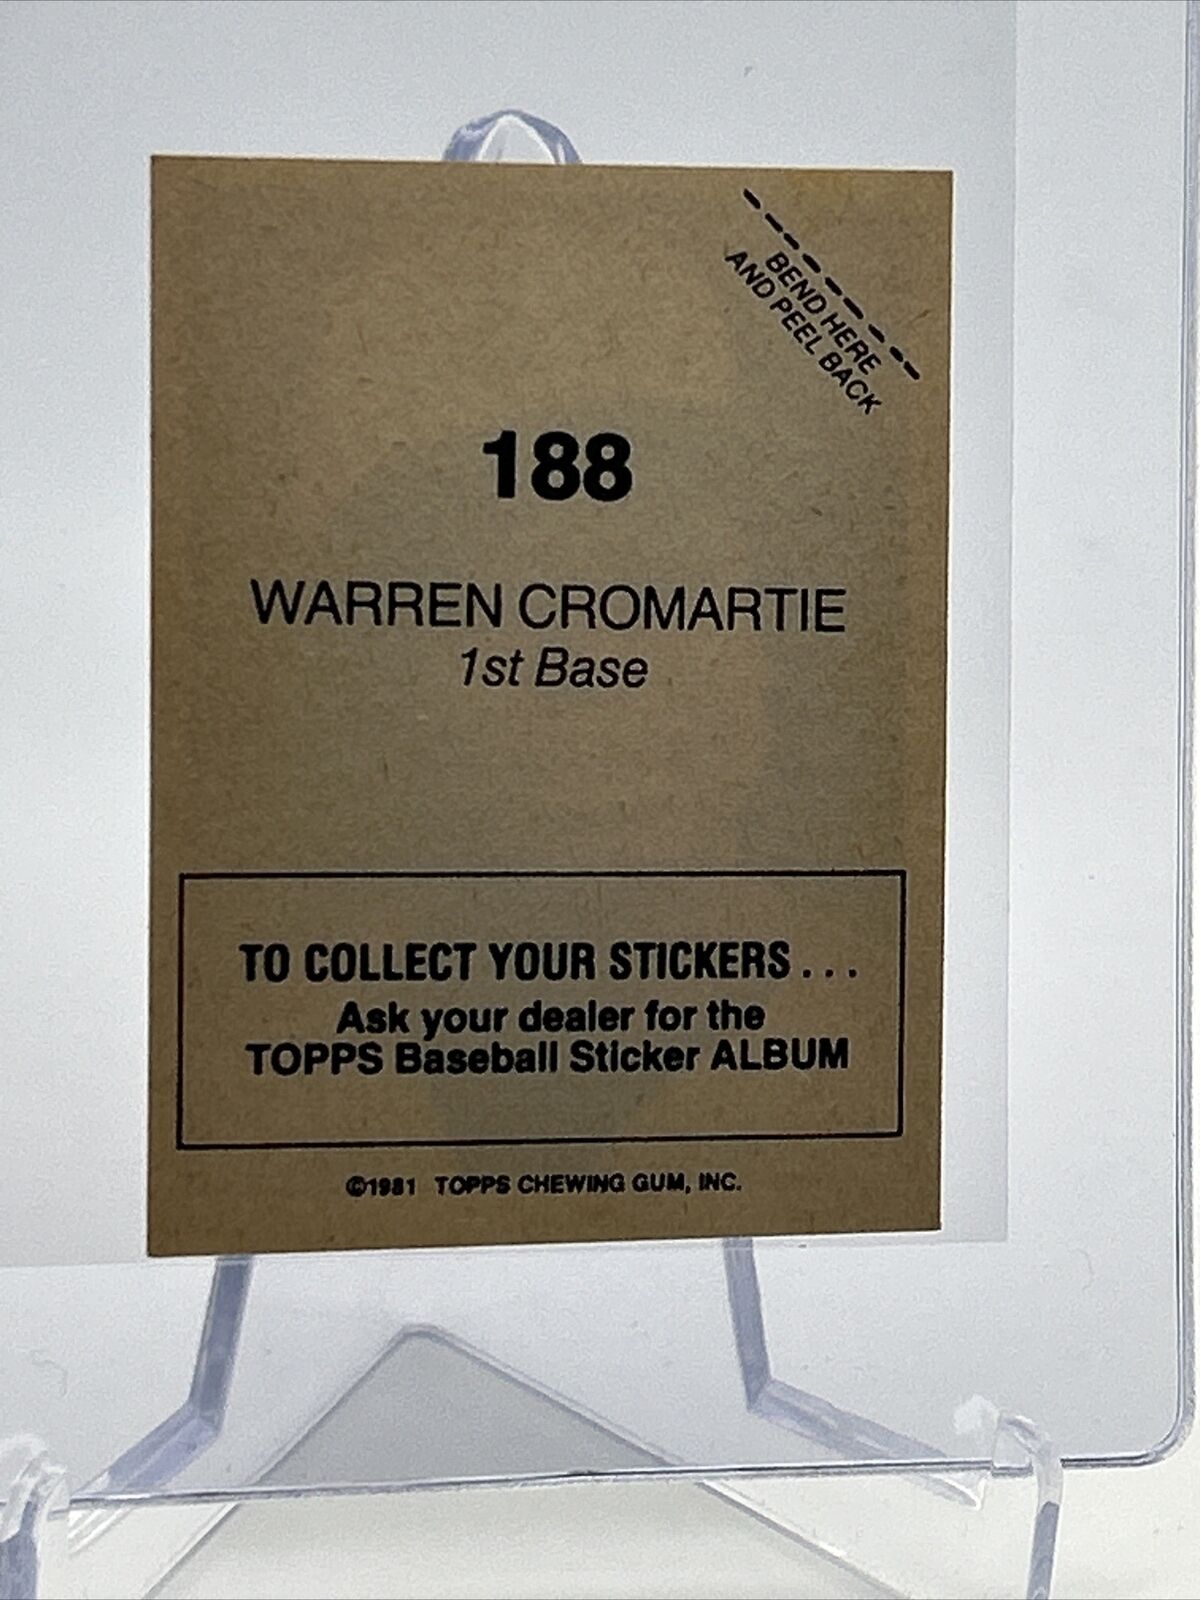 BEND HERE
AND PEEL BACK
188
WARREN CROMARTIE
1st Base
TO COLLECT YOUR STICKERS . . .
Ask your dealer for the
TOPPS Baseball Sticker ALBUM
©1981 TOPPS CHEWING GUM, INC.